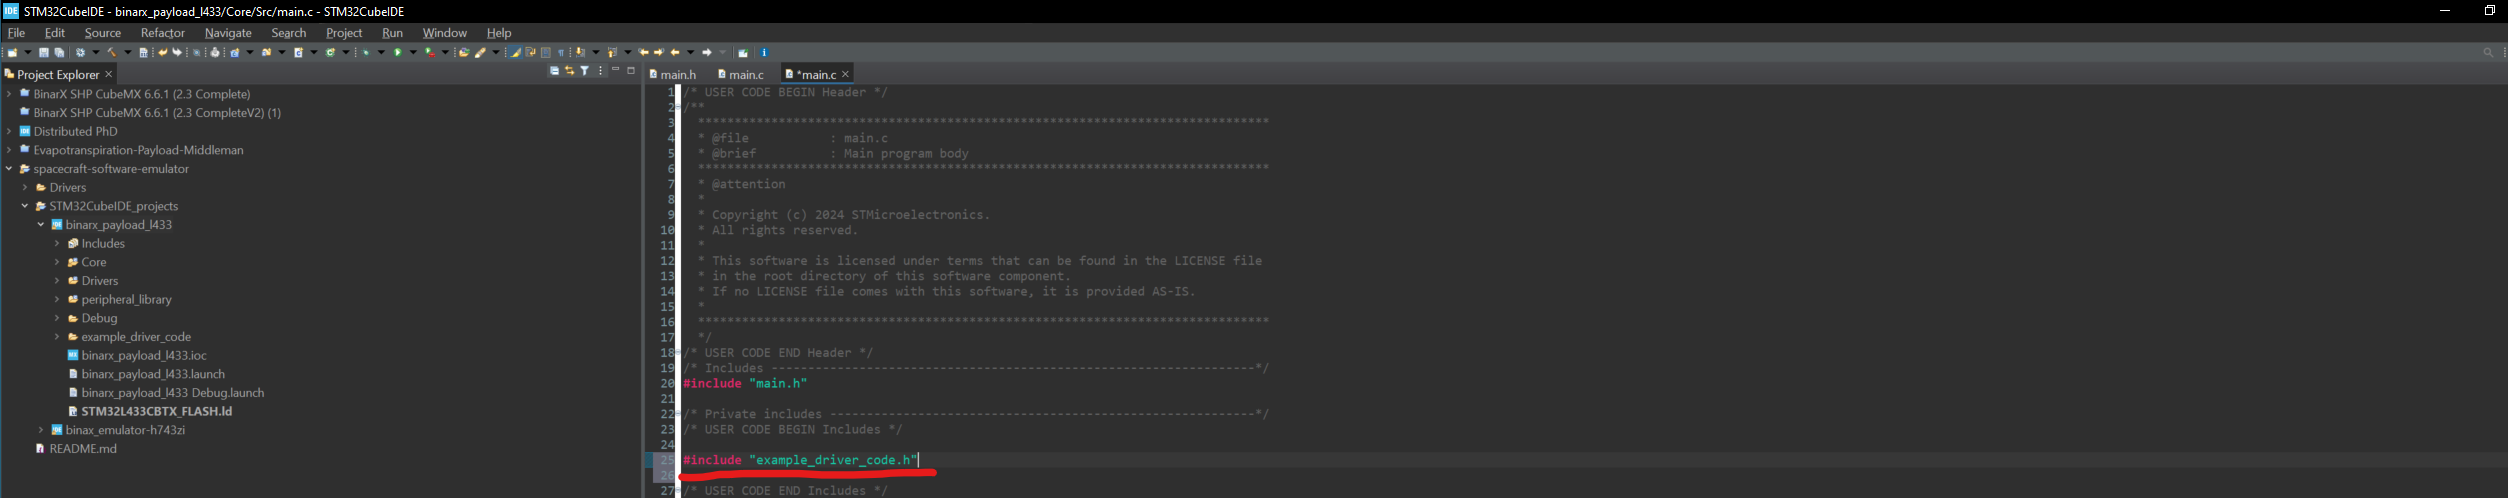 IDE STM32CubeIDE - binarx_payload_l433/Core/Src/main.c - STM32CubeIDE
File Edit Source Refactor Navigate Search Project Run Window Help
Project Explorer
BinarX SHP CubeMX 6.6.1 (2.3 Complete)
BinarX SHP CubeMX 6.6.1 (2.3 CompleteV2) (1)
IDE Distributed PhD
Evapotranspiration-Payload-Middleman
spacecraft-software-emulator
Drivers
STM32CubeIDE_projects
IDE binarx_payload_l433
Includes
Core
Drivers
peripheral_library
Debug
example_driver_code
MX binarx_payload_l433.ioc
binarx_payload_l433.launch
binarx_payload_l433 Debug.launch
STM32L433CBTX_FLASH.ld
IDE binax_emulator-h743zi
README.md
main.h main.c *main.c
1 /* USER CODE BEGIN Header */
2 /**
3 ******************************************************************************
4 * @file : main.c
5 * @brief : Main program body
6 ******************************************************************************
7 * @attention
8 *
9 * Copyright (c) 2024 STMicroelectronics.
10 * All rights reserved.
11 *
12 * This software is licensed under terms that can be found in the LICENSE file
13 * in the root directory of this software component.
14 * If no LICENSE file comes with this software, it is provided AS-IS.
15 *
16 ******************************************************************************
17 */
18 /* USER CODE END Header */
19 /* Includes ------------------------------------------------------------------*/
20 #include "main.h"
21
22 /* Private includes ----------------------------------------------------------*/
23 /* USER CODE BEGIN Includes */
24
25 #include "example_driver_code.h"
26
27 /* USER CODE END Includes */